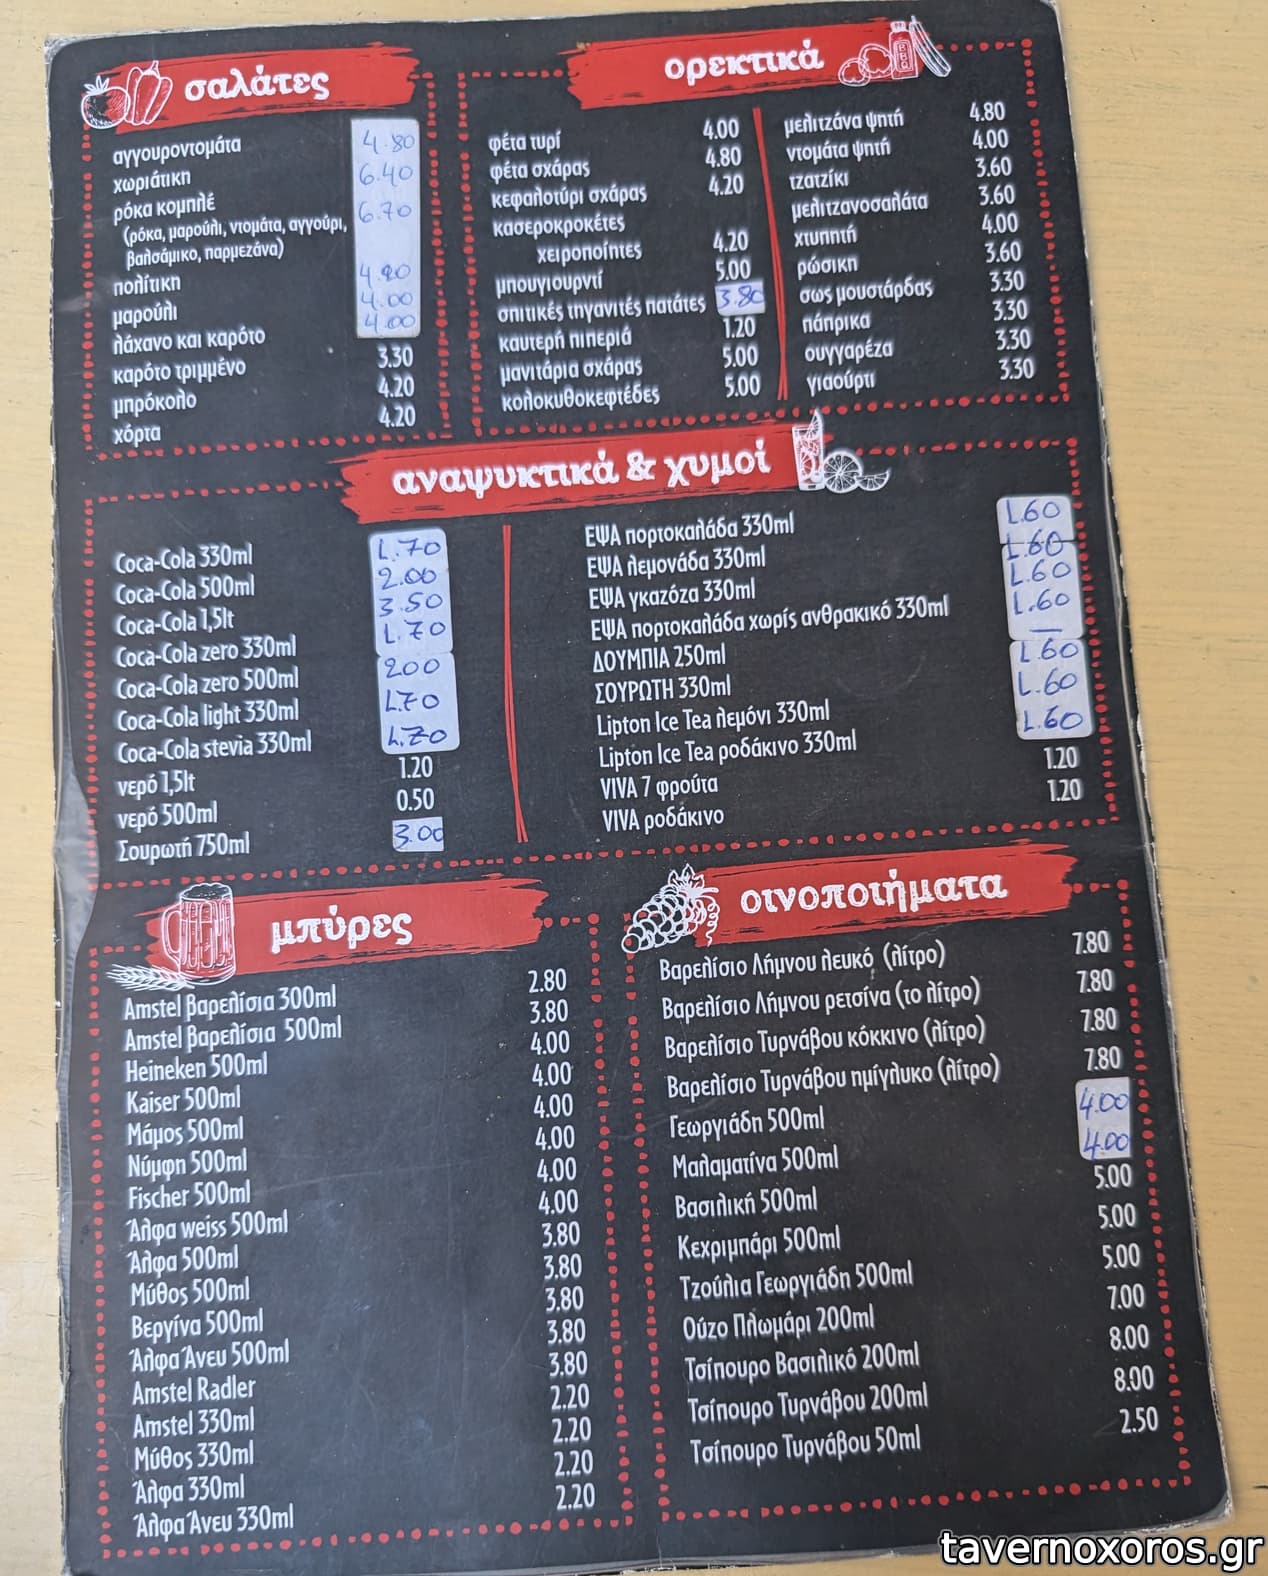 σαλάτες
αγγουροντομάτα 4.80
χωριάτικη 6.40
ρόκα κομπλέ 6.70
(ρόκα, μαρούλι, ντομάτα, αγγούρι,
βαλσάμικο, παρμεζάνα)
πολίτικη 4.20
μαρούλι 4.00
λάχανο και καρότο 4.00
καρότο τριμμένο 3.30
μπρόκολο 4.20
χόρτα 4.20
ορεκτικά
φέτα τυρί 4.00
φέτα σχάρας 4.80
κεφαλοτύρι σχάρας 4.20
κασεροκροκέτες
χειροποίητες 4.20
μπουγιουρντί 5.00
σπιτικές τηγανιτές πατάτες 3.80
καυτερή πιπεριά 1.20
μανιτάρια σχάρας 5.00
κολοκυθοκεφτέδες 5.00
μελιτζάνα ψητή 4.80
ντομάτα ψητή 4.00
τζατζίκι 3.60
μελιτζανοσαλάτα 3.60
χτυπητή 4.00
ρώσικη 3.60
σως μουστάρδας 3.30
πάπρικα 3.30
ουγγαρέζα 3.30
γιαούρτι 3.30
αναψυκτικά & χυμοί
Coca-Cola 330ml 1.70
Coca-Cola 500ml 2.00
Coca-Cola 1,5lt 3.50
Coca-Cola zero 330ml 1.70
Coca-Cola zero 500ml 200
Coca-Cola light 330ml 1.70
Coca-Cola stevia 330ml 1.70
νερό 1,5lt 1.20
νερό 500ml 0.50
Σουρωτή 750ml 3.00
ΕΨΑ πορτοκαλάδα 330ml 1.60
ΕΨΑ λεμονάδα 330ml 1.60
ΕΨΑ γκαζόζα 330ml 1.60
ΕΨΑ πορτοκαλάδα χωρίς ανθρακικό 330ml 1.60
ΔΟΥΜΠΙΑ 250ml —
ΣΟΥΡΩΤΗ 330ml 1.60
Lipton Ice Tea λεμόνι 330ml 1.60
Lipton Ice Tea ροδάκινο 330ml 1.60
VIVA 7 φρούτα 1.20
VIVA ροδάκινο 1.20
μπύρες
Amstel βαρελίσια 300ml 2.80
Amstel βαρελίσια 500ml 3.80
Heineken 500ml 4.00
Kaiser 500ml 4.00
Μάμος 500ml 4.00
Νύμφη 500ml 4.00
Fischer 500ml 4.00
Άλφα weiss 500ml 4.00
Άλφα 500ml 3.80
Μύθος 500ml 3.80
Βεργίνα 500ml 3.80
Άλφα Άνευ 500ml 3.80
Amstel Radler 3.80
Amstel 330ml 2.20
Μύθος 330ml 2.20
Άλφα 330ml 2.20
Άλφα Άνευ 330ml 2.20
οινοποιήματα
Βαρελίσιο Λήμνου λευκό (λίτρο) 7.80
Βαρελίσιο Λήμνου ρετσίνα (το λίτρο) 7.80
Βαρελίσιο Τυρνάβου κόκκινο (λίτρο) 7.80
Βαρελίσιο Τυρνάβου ημίγλυκο (λίτρο) 7.80
Γεωργιάδη 500ml 4.00
Μαλαματίνα 500ml 4.00
Βασιλική 500ml 5.00
Κεχριμπάρι 500ml 5.00
Τζούλια Γεωργιάδη 500ml 5.00
Ούζο Πλωμάρι 200ml 7.00
Τσίπουρο Βασιλικό 200ml 8.00
Τσίπουρο Τυρνάβου 200ml 8.00
Τσίπουρο Τυρνάβου 50ml 2.50
tavernoxoros.gr